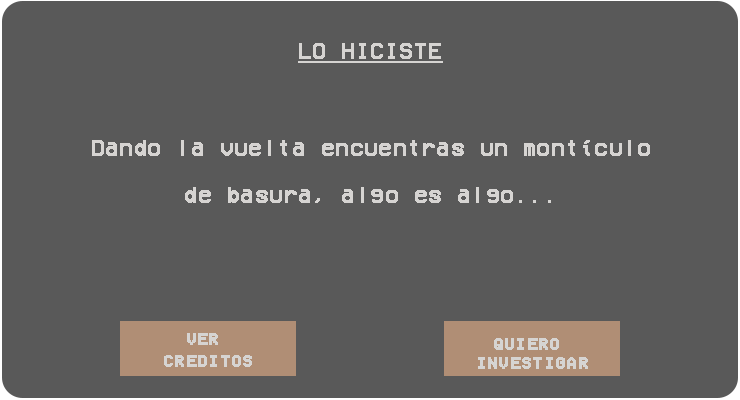 LO HICISTE
Dando la vuelta encuentras un montículo
de basura, algo es algo...
VER
CREDITOS
QUIERO
INVESTIGAR